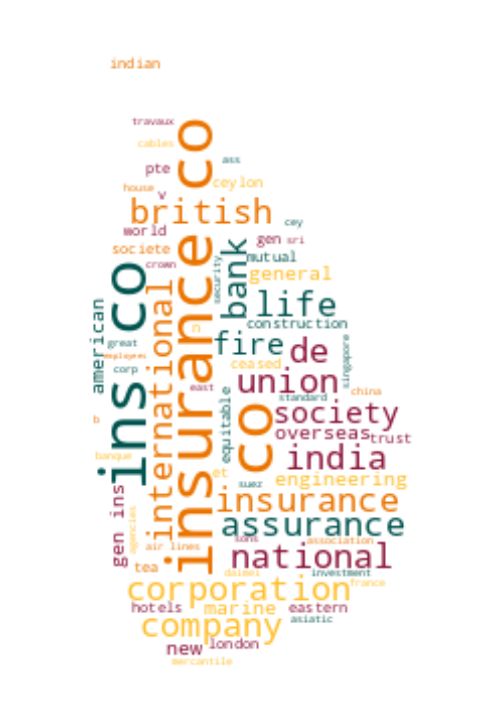 indian
travaux
cables
ass
pte
ceylon
house
v
british
cey
world
gen
sri
societe
mutual
crown
general
security
bank
insurance co
ins co
international
american
life
construction
n
great
fire
de
employees
singapore
corp
ceased
union
east
standard
china
co
society
b
equitable
overseas
trust
banque
india
et
engineering
suez
gen ins
insurance
agencies
assurance
sons
association
air lines
national
tea
daimei
investment
france
corporation
hotels
marine
eastern
company
asiatic
new
london
mercantile